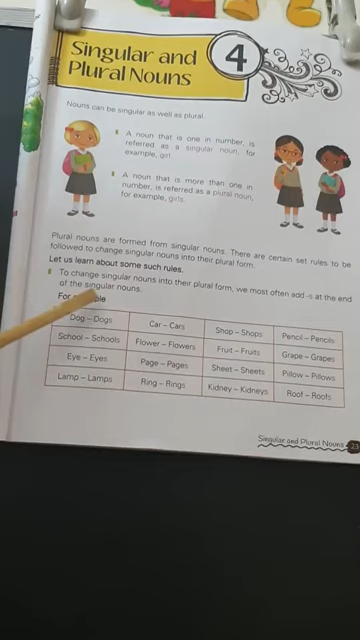 Singular and
Plural Nouns
4
Nouns can be singular as well as plural.
A noun that is one in number, is
referred as a singular noun, for
example, girl.
A noun that is more than one in
number, is referred as a plural noun,
for example, girls.
Plural nouns are formed from singular nouns. There are certain set rules to be
followed to change singular nouns into their plural form.
Let us learn about some such rules.
To change singular nouns into their plural form, we most often add -s at the end
of the singular nouns.
For
Dog – Dogs Car – Cars Shop – Shops Pencil – Pencils
School – Schools Flower – Flowers Fruit – Fruits Grape – Grapes
Eye – Eyes Page – Pages Sheet – Sheets Pillow – Pillows
Lamp – Lamps Ring – Rings Kidney – Kidneys Roof – Roofs
Singular and Plural Nouns 23